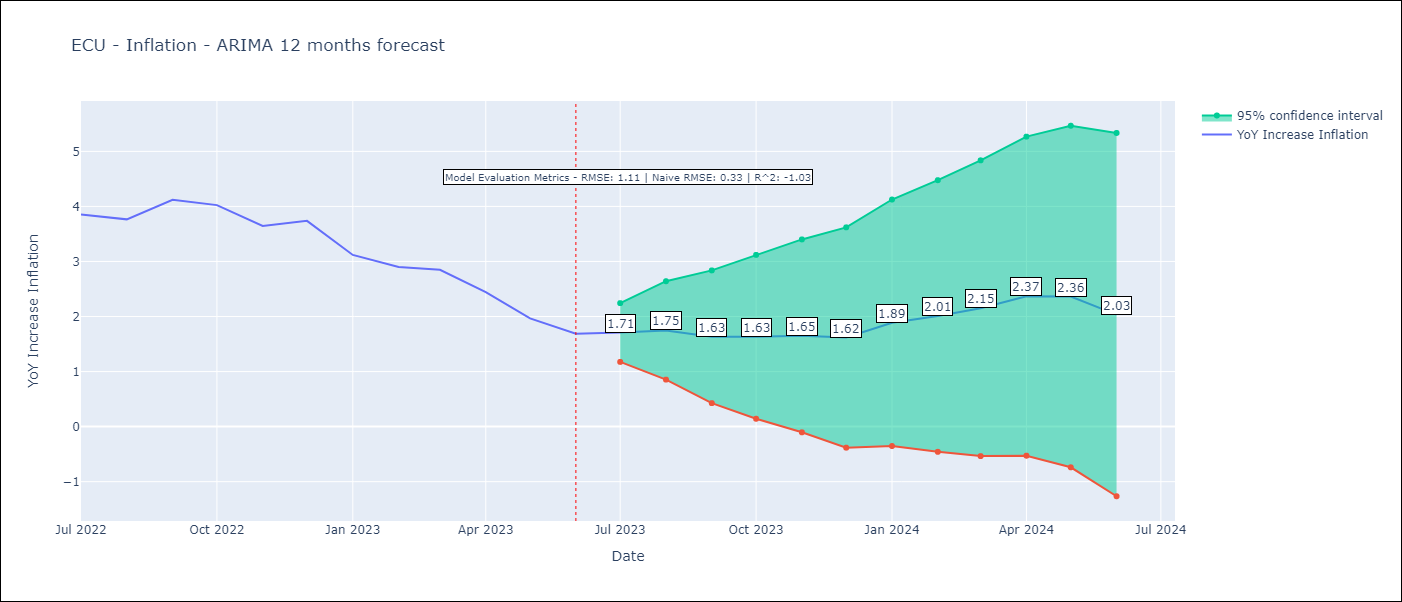 ECU - Inflation - ARIMA 12 months forecast
95% confidence interval
YoY Increase Inflation
Model Evaluation Metrics - RMSE: 1.11 | Naive RMSE: 0.33 | R^2: -1.03
YoY Increase Inflation
5
4
3
2
1
0
−1
1.71
1.75
1.63
1.63
1.65
1.62
1.89
2.01
2.15
2.37
2.36
2.03
Jul 2022
Oct 2022
Jan 2023
Apr 2023
Jul 2023
Oct 2023
Jan 2024
Apr 2024
Jul 2024
Date